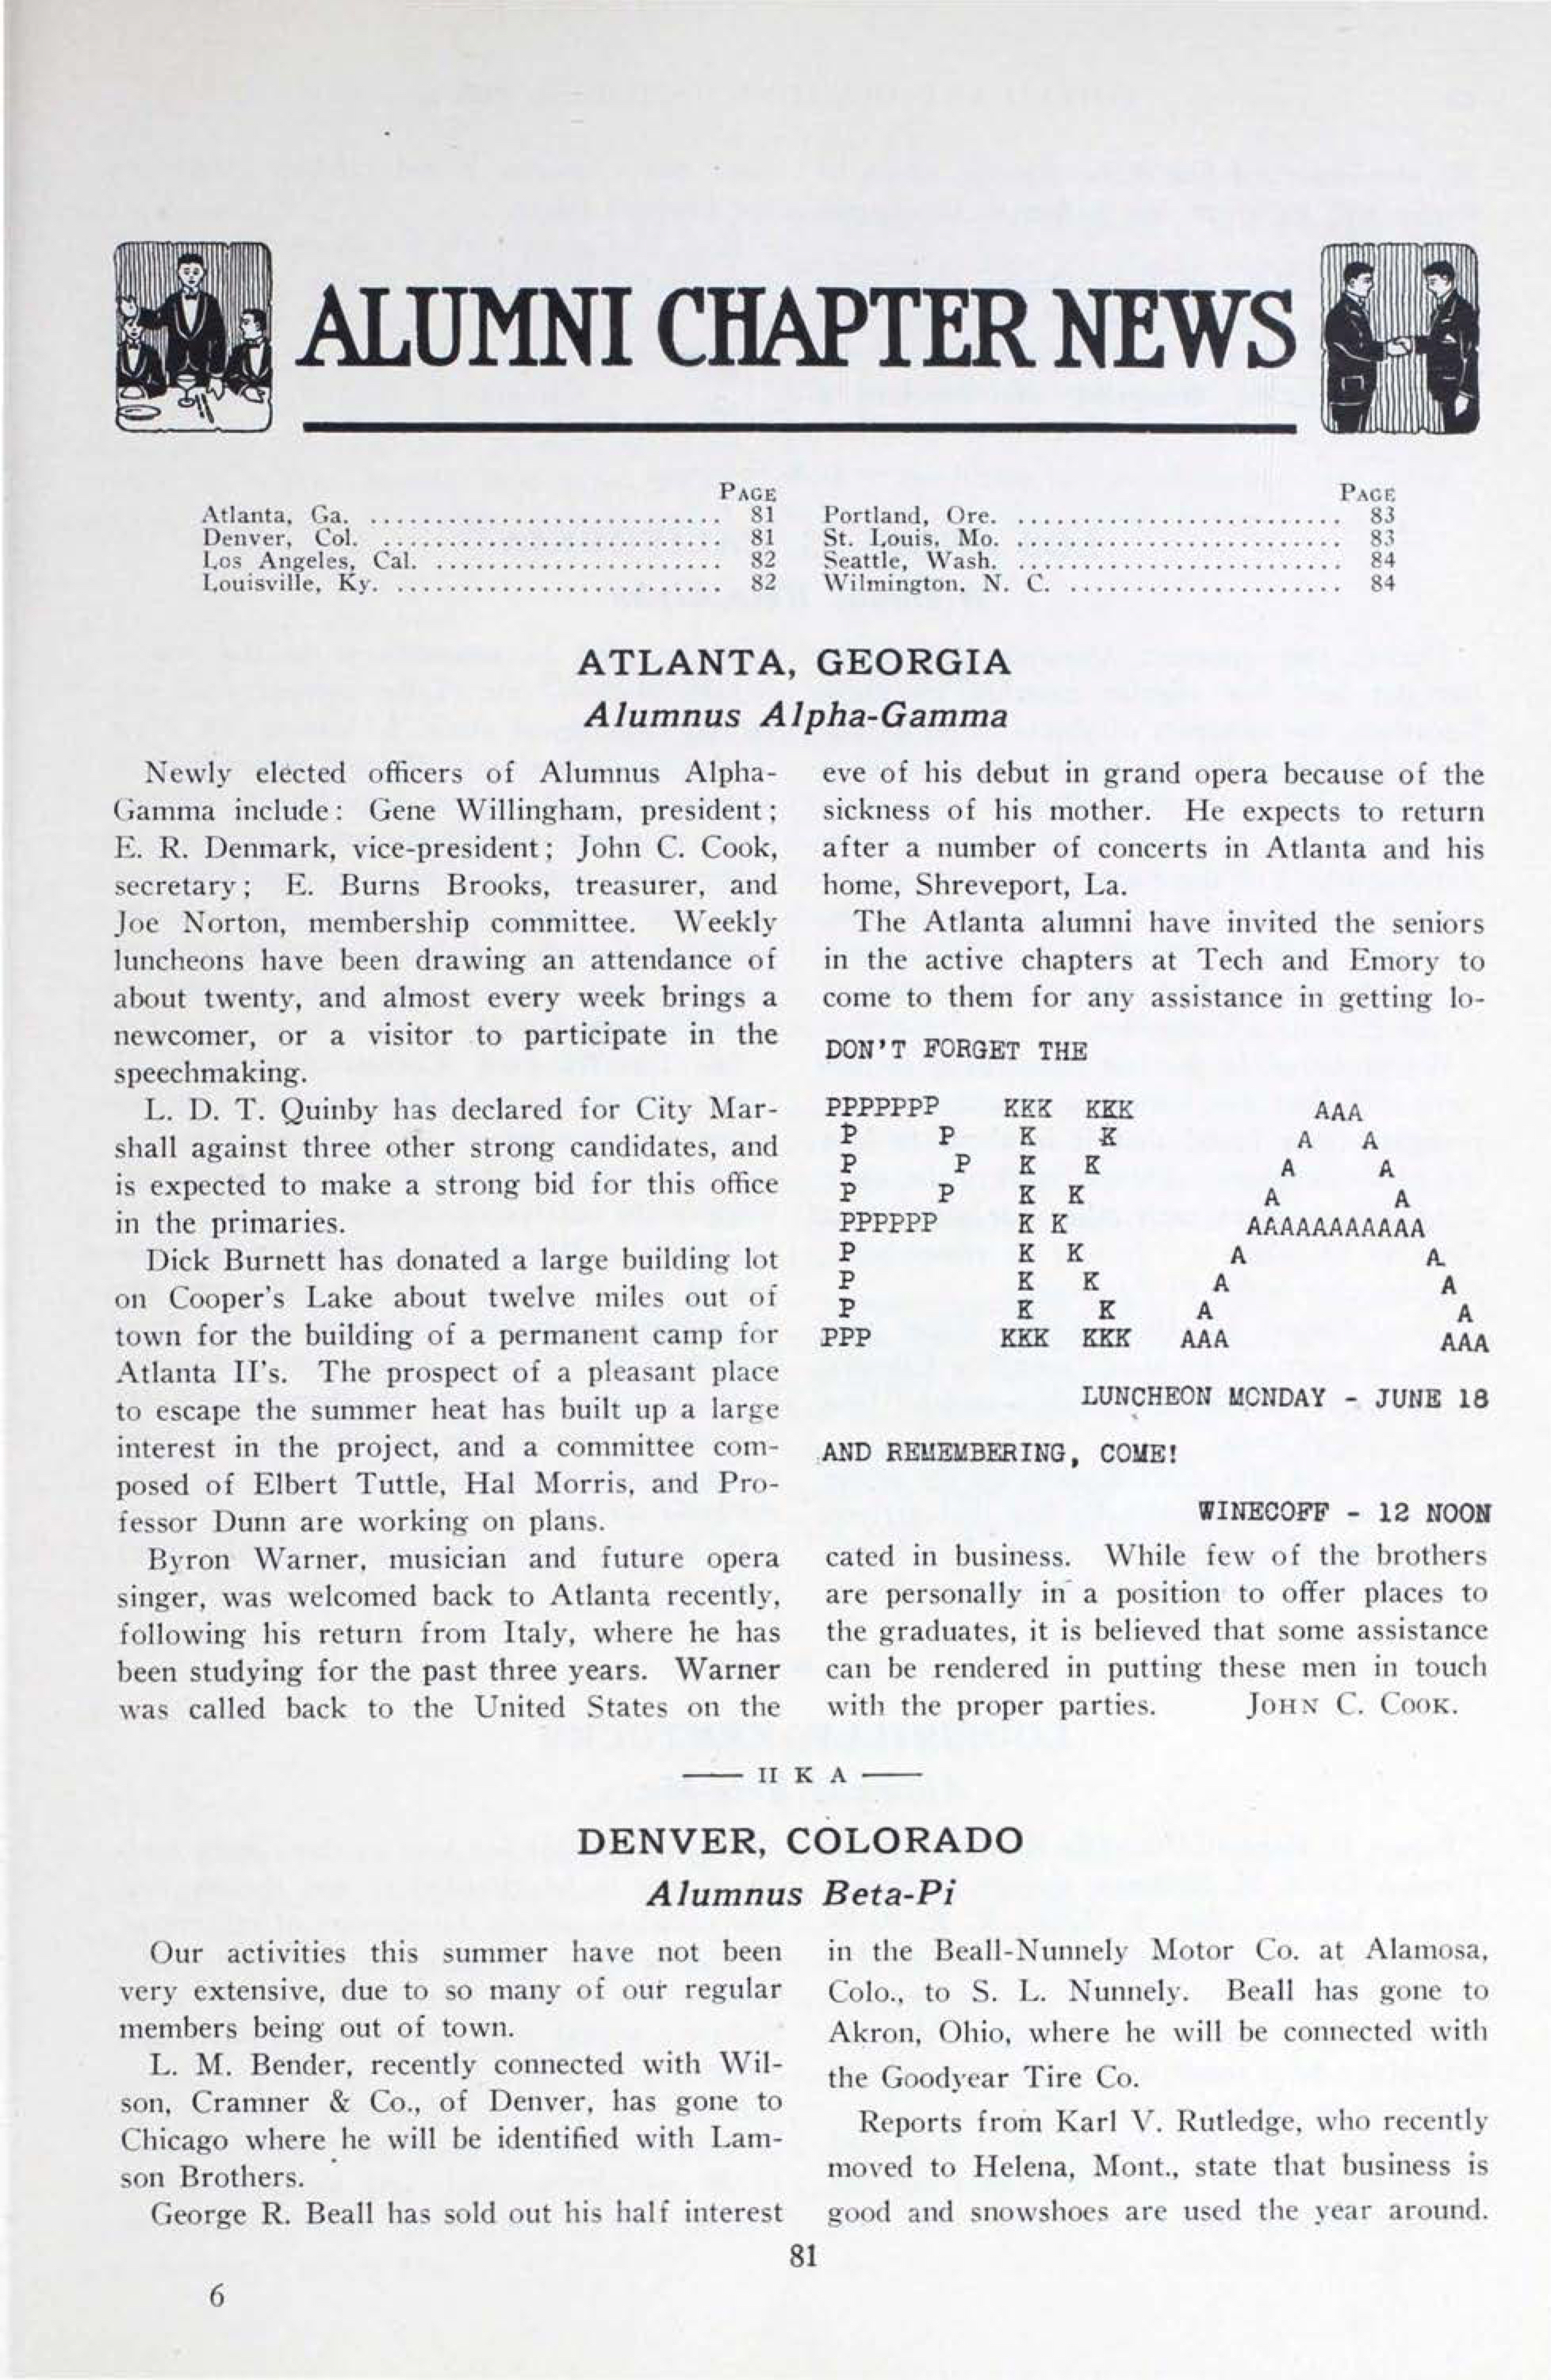 ALUMNI CHAPTER NEWS
PAGE
Atlanta, Ga. ........................... 81
Denver, Col. .......................... 81
Los Angeles, Cal. ...................... 82
Louisville, Ky. ......................... 82
PAGE
Portland, Ore. ......................... 83
St. Louis, Mo. ......................... 83
Seattle, Wash. ......................... 84
Wilmington, N. C. ..................... 84
ATLANTA, GEORGIA
Alumnus Alpha-Gamma
Newly elected officers of Alumnus Alpha-
Gamma include: Gene Willingham, president;
E. R. Denmark, vice-president; John C. Cook,
secretary; E. Burns Brooks, treasurer, and
Joe Norton, membership committee. Weekly
luncheons have been drawing an attendance of
about twenty, and almost every week brings a
newcomer, or a visitor to participate in the
speechmaking.
L. D. T. Quinby has declared for City Mar-
shall against three other strong candidates, and
is expected to make a strong bid for this office
in the primaries.
Dick Burnett has donated a large building lot
on Cooper's Lake about twelve miles out of
town for the building of a permanent camp for
Atlanta II's. The prospect of a pleasant place
to escape the summer heat has built up a large
interest in the project, and a committee com-
posed of Elbert Tuttle, Hal Morris, and Pro-
fessor Dunn are working on plans.
Byron Warner, musician and future opera
singer, was welcomed back to Atlanta recently,
following his return from Italy, where he has
been studying for the past three years. Warner
was called back to the United States on the
eve of his debut in grand opera because of the
sickness of his mother. He expects to return
after a number of concerts in Atlanta and his
home, Shreveport, La.
The Atlanta alumni have invited the seniors
in the active chapters at Tech and Emory to
come to them for any assistance in getting lo-
DON'T FORGET THE
PPPPPPP KKK KKK AAA
P P K K A A
P P K K A A
P P K K A A
PPPPPP K K AAAAAAAAAAA
P K K A A
P K K A A
P K K A A
PPP KKK KKK AAA AAA
LUNCHEON MONDAY - JUNE 18
AND REMEMBERING, COME!
WINECOFF - 12 NOON
cated in business. While few of the brothers
are personally in a position to offer places to
the graduates, it is believed that some assistance
can be rendered in putting these men in touch
with the proper parties. JOHN C. COOK.
— II K A —
DENVER, COLORADO
Alumnus Beta-Pi
Our activities this summer have not been
very extensive, due to so many of our regular
members being out of town.
L. M. Bender, recently connected with Wil-
son, Cramner & Co., of Denver, has gone to
Chicago where he will be identified with Lam-
son Brothers.
George R. Beall has sold out his half interest
in the Beall-Nunnely Motor Co. at Alamosa,
Colo., to S. L. Nunnely. Beall has gone to
Akron, Ohio, where he will be connected with
the Goodyear Tire Co.
Reports from Karl V. Rutledge, who recently
moved to Helena, Mont., state that business is
good and snowshoes are used the year around.
81
6